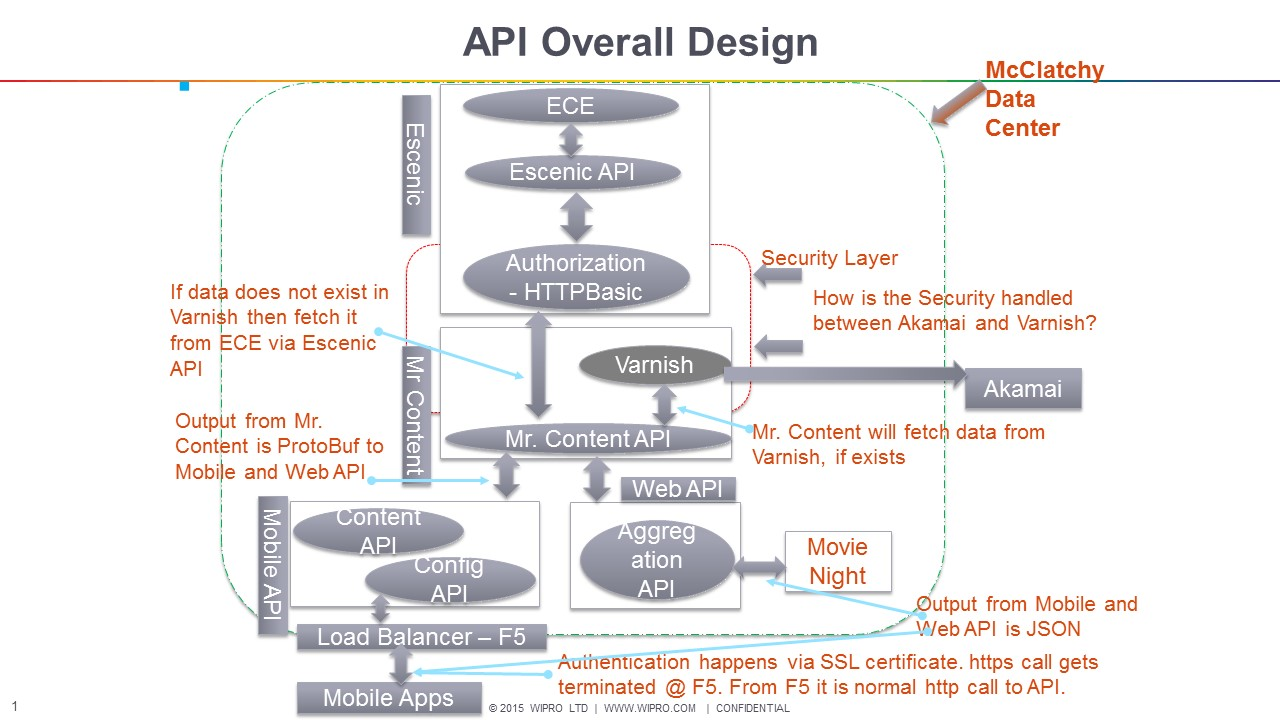 API Overall Design
McClatchy
Data
Center
ECE
Escenic
Escenic API
Authorization
- HTTPBasic
Security Layer
How is the Security handled
between Akamai and Varnish?
If data does not exist in
Varnish then fetch it
from ECE via Escenic
API
Mr Content
Varnish
Akamai
Output from Mr.
Content is ProtoBuf to
Mobile and Web API
Mr. Content API
Mr. Content will fetch data from
Varnish, if exists
Web API
Mobile API
Content
API
Config
API
Aggreg
ation
API
Movie
Night
Output from Mobile and
Web API is JSON
Load Balancer – F5
Authentication happens via SSL certificate. https call gets
terminated @ F5. From F5 it is normal http call to API.
Mobile Apps
1
© 2015 WIPRO LTD | WWW.WIPRO.COM | CONFIDENTIAL